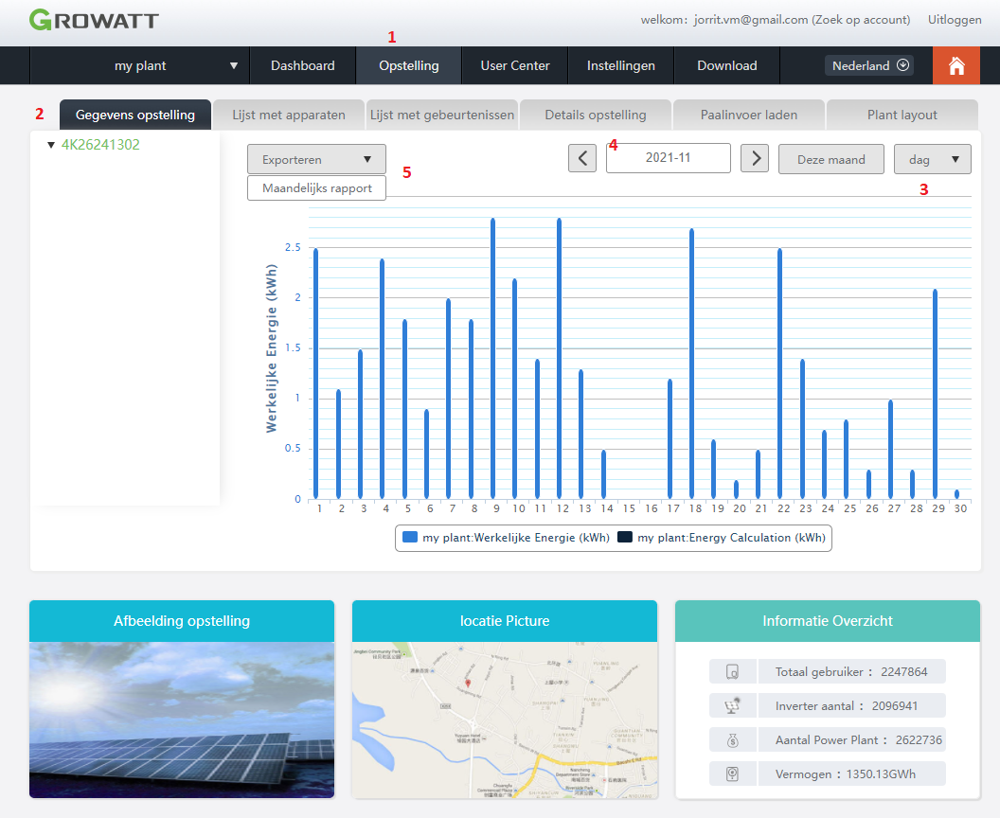 GROWATT
welkom: jorrit.vm@gmail.com (Zoek op account) Uitloggen
1
my plant ▼ Dashboard Opstelling User Center Instellingen Download Nederland
2 Gegevens opstelling Lijst met apparaten Lijst met gebeurtenissen Details opstelling Paalinvoer laden Plant layout
▼ 4K26241302
Exporteren ▼ < 4 2021-11 > Deze maand dag ▼
5
Maandelijks rapport
3
Werkelijke Energie (kWh)
2.5
2
1.5
1
0.5
0
1 2 3 4 5 6 7 8 9 10 11 12 13 14 15 16 17 18 19 20 21 22 23 24 25 26 27 28 29 30
my plant:Werkelijke Energie (kWh) my plant:Energy Calculation (kWh)
Afbeelding opstelling
locatie Picture
Informatie Overzicht
Totaal gebruiker : 2247864
Inverter aantal : 2096941
Aantal Power Plant : 2622736
Vermogen : 1350.13GWh